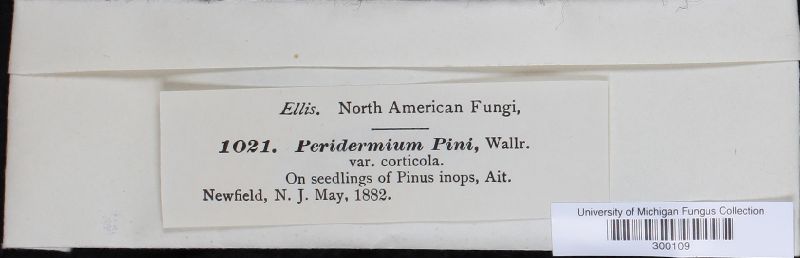 Ellis. North American Fungi,
1021. Peridermium Pini, Wallr.
var. corticola.
On seedlings of Pinus inops, Ait.
Newfield, N. J. May, 1882.
University of Michigan Fungus Collection
300109